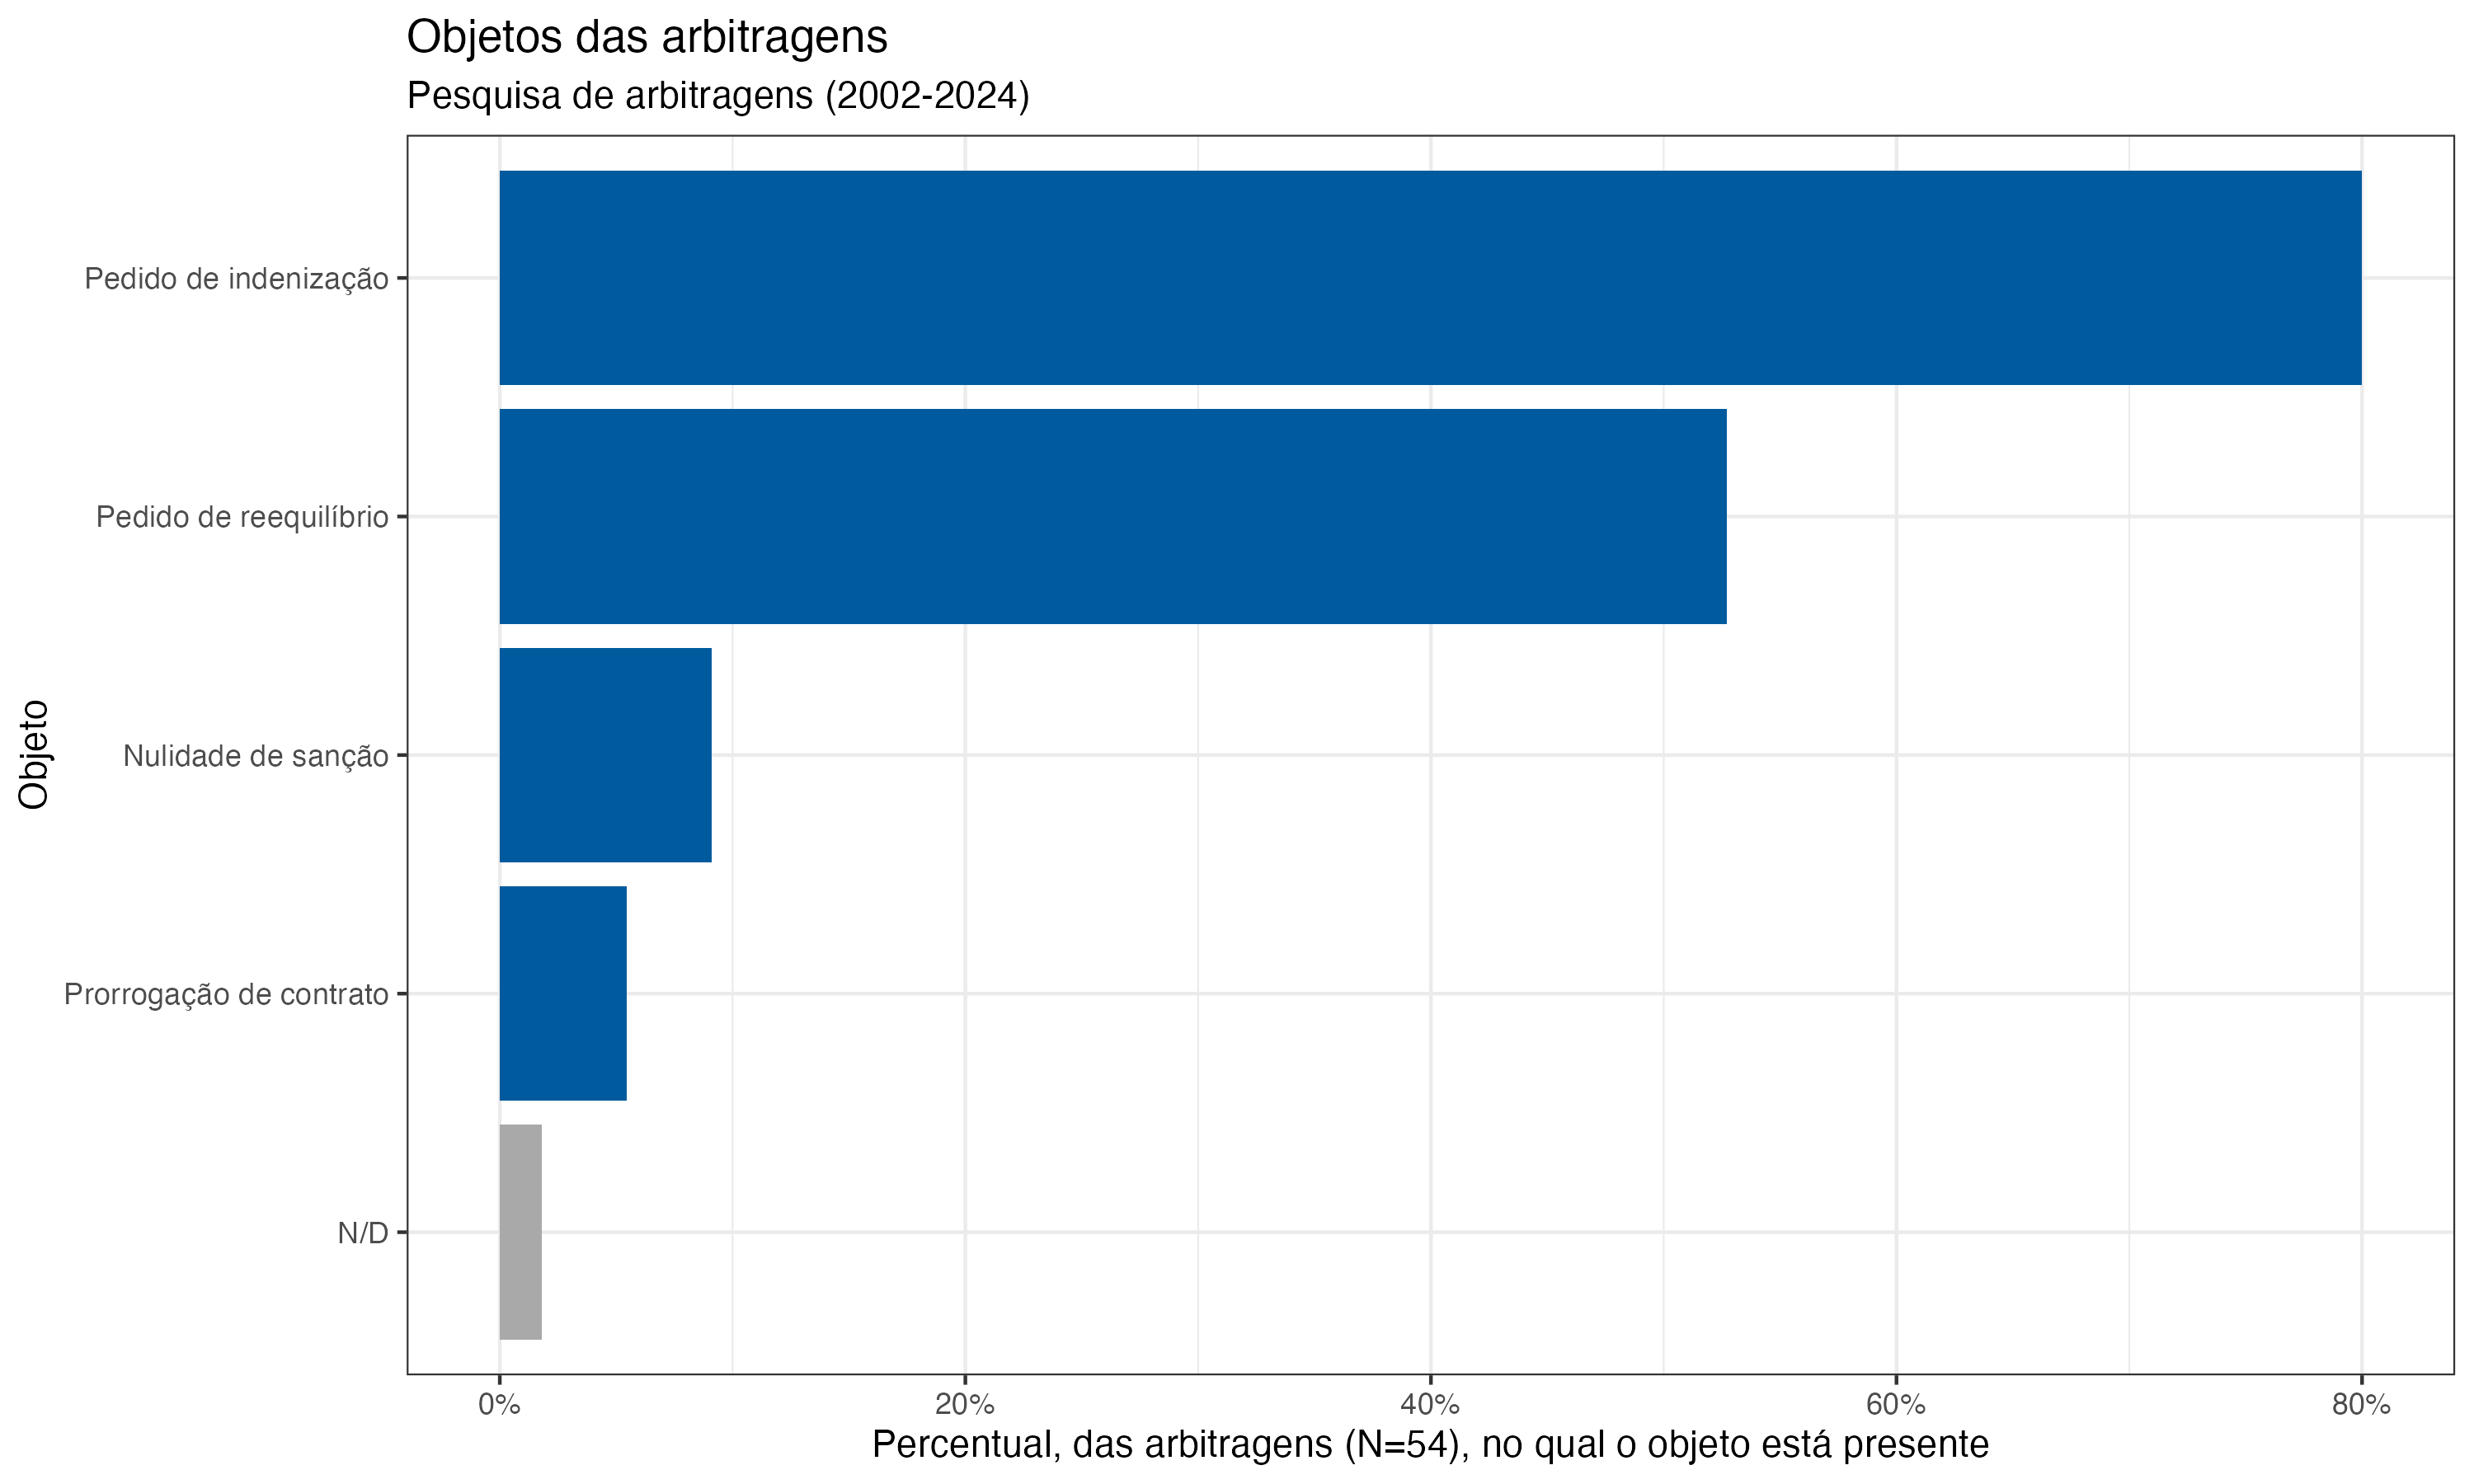 Objetos das arbitragens
Pesquisa de arbitragens (2002-2024)
Objeto
Pedido de indenização
Pedido de reequilíbrio
Nulidade de sanção
Prorrogação de contrato
N/D
0% 20% 40% 60% 80%
Percentual, das arbitragens (N=54), no qual o objeto está presente